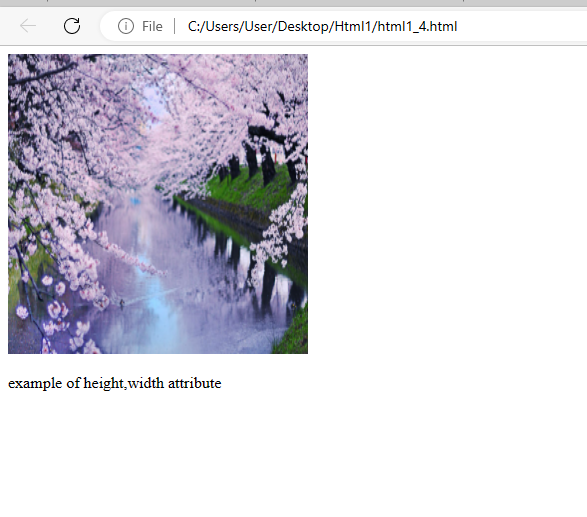 File | C:/Users/User/Desktop/Html1/html1_4.html
example of height,width attribute